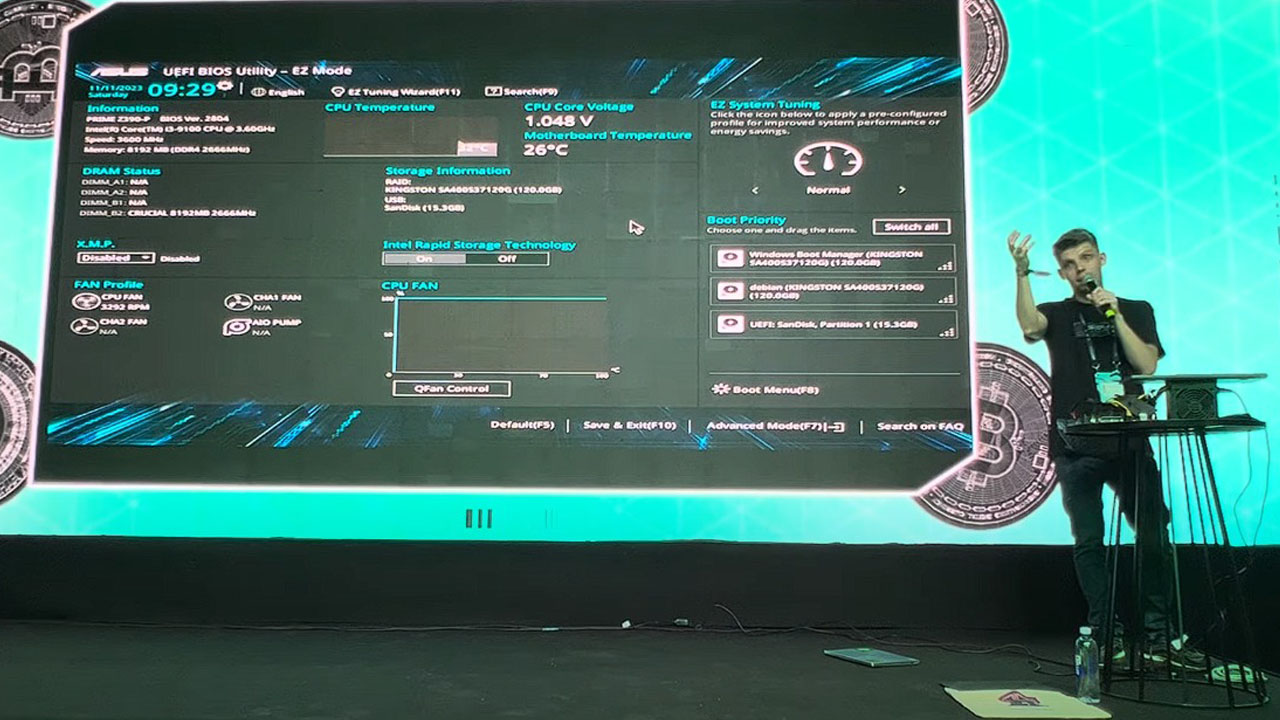 ASUS UEFI BIOS Utility – EZ Mode
11/11/2023
Saturday
09:29
English
EZ Tuning Wizard(F11)
Search(F9)
Information
PRIME Z390-P BIOS Ver. 2804
Intel(R) Core(TM) i3-9100 CPU @ 3.60GHz
Speed: 3600 MHz
Memory: 8192 MB (DDR4 2666MHz)
CPU Temperature
CPU Core Voltage
1.048 V
Motherboard Temperature
26°C
EZ System Tuning
Click the icon below to apply a pre-configured
profile for improved system performance or
energy savings.
Normal
DRAM Status
DIMM_A1: N/A
DIMM_A2: N/A
DIMM_B1: N/A
DIMM_B2: CRUCIAL 8192MB 2666MHz
Storage Information
RAID:
KINGSTON SA400S37120G (120.0GB)
USB:
SanDisk (15.3GB)
X.M.P.
Disabled
Disabled
Intel Rapid Storage Technology
On
Off
Boot Priority
Choose one and drag the items.
Switch all
Windows Boot Manager (KINGSTON
SA400S37120G) (120.0GB)
debian (KINGSTON SA400S37120G)
(120.0GB)
UEFI: SanDisk, Partition 1 (15.3GB)
FAN Profile
CPU FAN
3292 RPM
CHA1 FAN
N/A
CHA2 FAN
N/A
AIO PUMP
N/A
CPU FAN
%
100
50
0
30
70
100
°C
QFan Control
Boot Menu(F8)
Default(F5)
Save & Exit(F10)
Advanced Mode(F7)
Search on FAQ